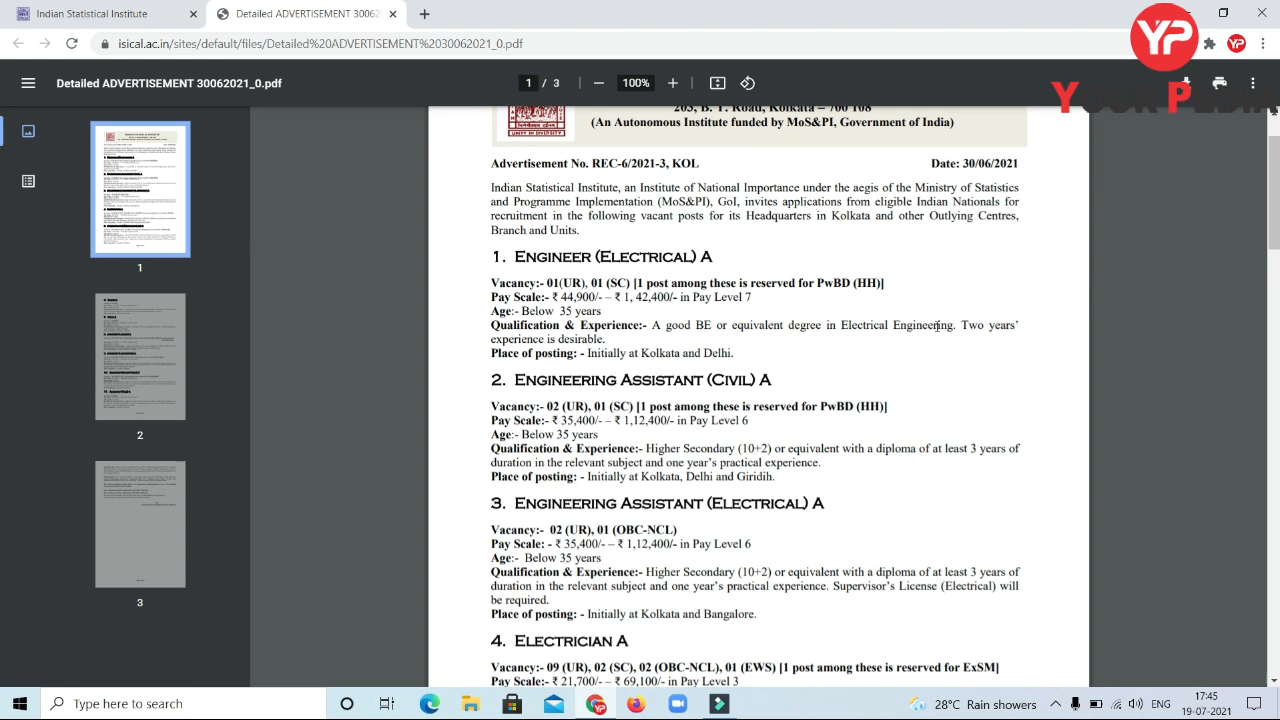 Indian Statistical Institute
Detailed ADVERTISEMENT 3006
YP
isical.ac.in/sites/default/files/Detailed%20ADVERTISEMENT%2030062021_0.pdf
Detailed ADVERTISEMENT 30062021_0.pdf
1 / 3
100%
205, B. T. Road, Kolkata – 700 108
(An Autonomous Institute funded by MoS&PI, Government of India)
UNITY IN DIVERSITY
Advertisement No. REC-6/2021-3, KOL Date: 30/06/2021
Indian Statistical Institute, an institute of National Importance under the aegis of the Ministry of Statistics
and Programme Implementation (MoS&PI), GoI, invites applications from eligible Indian Nationals for
recruitment to the following vacant posts for its Headquarters in Kolkata and other Outlying Centres,
Branch and Units.
1. ENGINEER (ELECTRICAL) A
Vacancy:- 01(UR), 01 (SC) [1 post among these is reserved for PwBD (HH)]
Pay Scale:- ₹ 44,900/- – ₹ 1, 42,400/- in Pay Level 7
Age:- Below 35 years
Qualification & Experience:- A good BE or equivalent degree in Electrical Engineering. Two years’
experience is desirable.
Place of posting: - Initially at Kolkata and Delhi.
2. ENGINEERING ASSISTANT (CIVIL) A
Vacancy:- 02 (UR), 01 (SC) [1 post among these is reserved for PwBD (HH)]
Pay Scale:- ₹ 35,400/- – ₹ 1,12,400/- in Pay Level 6
Age:- Below 35 years
Qualification & Experience:- Higher Secondary (10+2) or equivalent with a diploma of at least 3 years of
duration in the relevant subject and one year’s practical experience.
Place of posting: - Initially at Kolkata, Delhi and Giridih.
3. ENGINEERING ASSISTANT (ELECTRICAL) A
Vacancy:- 02 (UR), 01 (OBC-NCL)
Pay Scale: - ₹ 35,400/- – ₹ 1,12,400/- in Pay Level 6
Age:- Below 35 years
Qualification & Experience:- Higher Secondary (10+2) or equivalent with a diploma of at least 3 years of
duration in the relevant subject and one year’s practical experience. Supervisor’s License (Electrical) will
be required.
Place of posting: - Initially at Kolkata and Bangalore.
4. ELECTRICIAN A
Vacancy:- 09 (UR), 02 (SC), 02 (OBC-NCL), 01 (EWS) [1 post among these is reserved for ExSM]
Pay Scale:- ₹ 21,700/- – ₹ 69,100/- in Pay Level 3
1
2
3
Type here to search
28°C Rain showers
ENG
17:45
19-07-2021